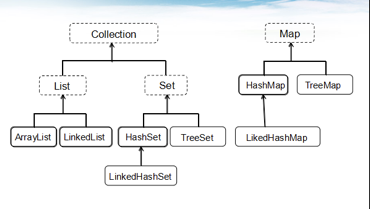 Collection
Map
List
Set
HashMap
TreeMap
ArrayList
LinkedList
HashSet
TreeSet
LikedHashMap
LinkedHashSet